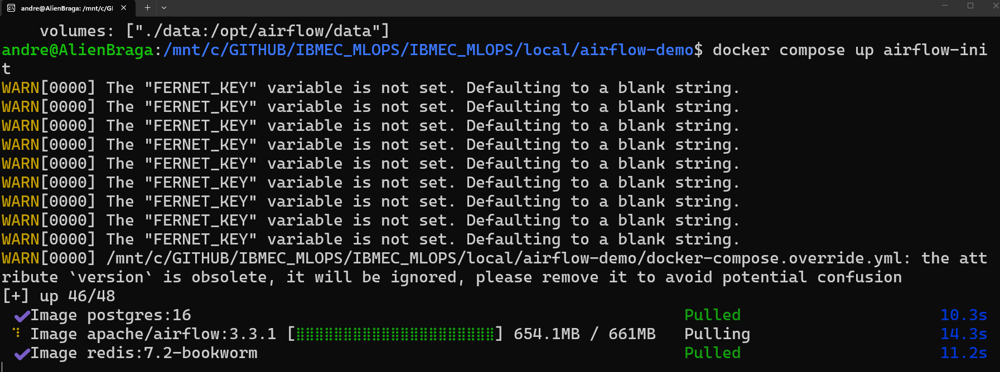 andre@AlienBraga: /mnt/c/GI
volumes: ["./data:/opt/airflow/data"]
andre@AlienBraga:/mnt/c/GITHUB/IBMEC_MLOPS/IBMEC_MLOPS/local/airflow-demo$ docker compose up airflow-ini
t
WARN[0000] The "FERNET_KEY" variable is not set. Defaulting to a blank string.
WARN[0000] The "FERNET_KEY" variable is not set. Defaulting to a blank string.
WARN[0000] The "FERNET_KEY" variable is not set. Defaulting to a blank string.
WARN[0000] The "FERNET_KEY" variable is not set. Defaulting to a blank string.
WARN[0000] The "FERNET_KEY" variable is not set. Defaulting to a blank string.
WARN[0000] The "FERNET_KEY" variable is not set. Defaulting to a blank string.
WARN[0000] The "FERNET_KEY" variable is not set. Defaulting to a blank string.
WARN[0000] The "FERNET_KEY" variable is not set. Defaulting to a blank string.
WARN[0000] The "FERNET_KEY" variable is not set. Defaulting to a blank string.
WARN[0000] /mnt/c/GITHUB/IBMEC_MLOPS/IBMEC_MLOPS/local/airflow-demo/docker-compose.override.yml: the att
ribute `version` is obsolete, it will be ignored, please remove it to avoid potential confusion
[+] up 46/48
✔Image postgres:16 Pulled 10.3s
Image apache/airflow:3.3.1 [⣿⣿⣿⣿⣿⣿⣿⣿⣿⣿⣿⣿⣿⣿⣿⣿⣿⣿⣿⣿⣿] 654.1MB / 661MB Pulling 14.3s
✔Image redis:7.2-bookworm Pulled 11.2s